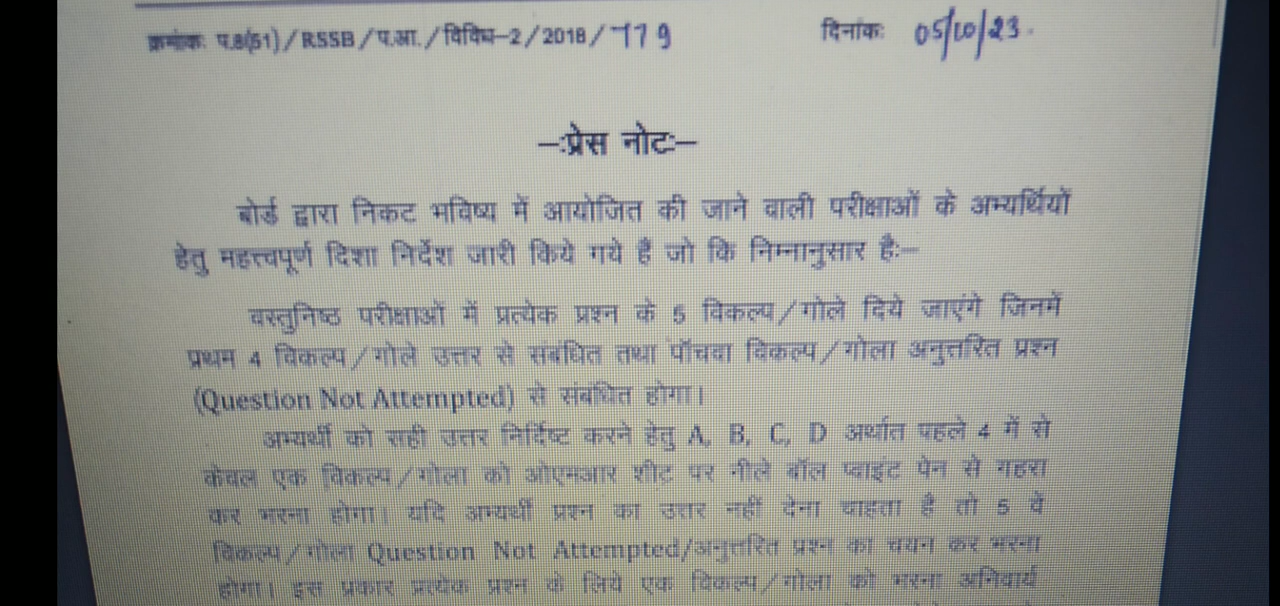 क्रमांकः प.8(51)/RSSB/प.आ./विविध–2/2018/779 दिनांकः 05/10/23.
–:प्रेस नोटः–
बोर्ड द्वारा निकट भविष्य में आयोजित की जाने वाली परीक्षाओं के अभ्यर्थियों
हेतु महत्त्वपूर्ण दिशा निर्देश जारी किये गये हैं जो कि निम्नानुसार हैः–
वस्तुनिष्ठ परीक्षाओं में प्रत्येक प्रश्न के 5 विकल्प/गोले दिये जाएंगे जिनमें
प्रथम 4 विकल्प/गोले उत्तर से संबंधित तथा पाँचवा विकल्प/गोला अनुत्तरित प्रश्न
(Question Not Attempted) से संबंधित होगा।
अभ्यर्थी को सही उत्तर निर्दिष्ट करने हेतु A, B, C, D अर्थात पहले 4 में से
केवल एक विकल्प/गोला को ओएमआर शीट पर नीले बॉल प्वाइंट पेन से गहरा
कर भरना होगा। यदि अभ्यर्थी प्रश्न का उत्तर नहीं देना चाहता है तो 5 वें
विकल्प/गोला Question Not Attempted/अनुत्तरित प्रश्न का चयन कर भरना
होगा। इस प्रकार प्रत्येक प्रश्न के लिये एक विकल्प/गोला को भरना अनिवार्य